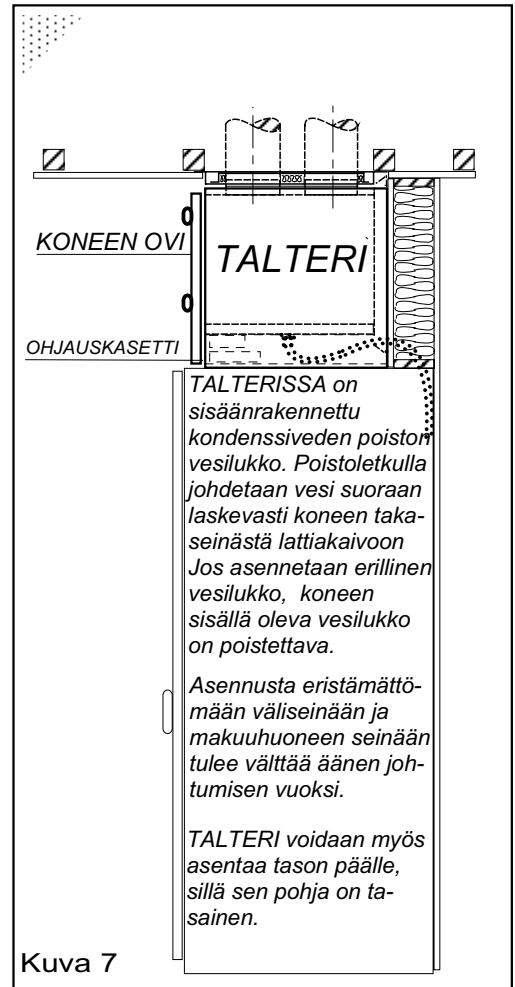 KONEEN OVI
TALTERI
OHJAUSKASETTI
TALTERISSA on
sisäänrakennettu
kondenssiveden poiston
vesilukko. Poistoletkulla
johdetaan vesi suoraan
laskevasti koneen taka-
seinästä lattiakaivoon
Jos asennetaan erillinen
vesilukko, koneen
sisällä oleva vesilukko
on poistettava.
Asennusta eristämättö-
mään väliseinään ja
makuuhuoneen seinään
tulee välttää äänen joh-
tumisen vuoksi.
TALTERI voidaan myös
asentaa tason päälle,
sillä sen pohja on ta-
sainen.
Kuva 7